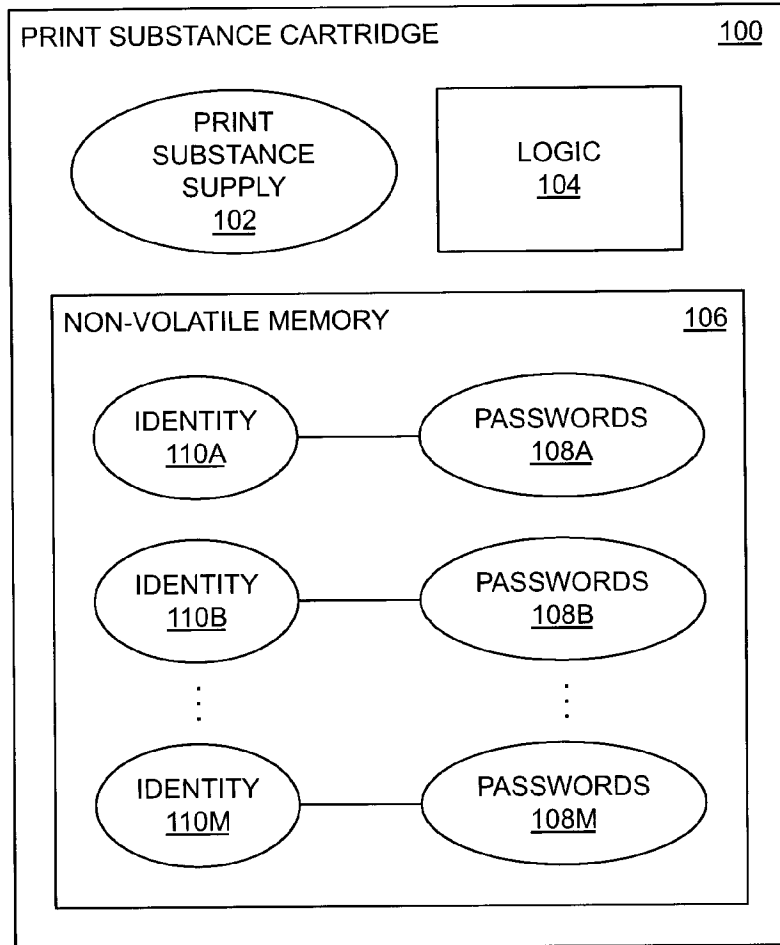 PRINT SUBSTANCE CARTRIDGE 100
PRINT
SUBSTANCE
SUPPLY
102
LOGIC
104
NON-VOLATILE MEMORY 106
IDENTITY
110A
PASSWORDS
108A
IDENTITY
110B
PASSWORDS
108B
IDENTITY
110M
PASSWORDS
108M